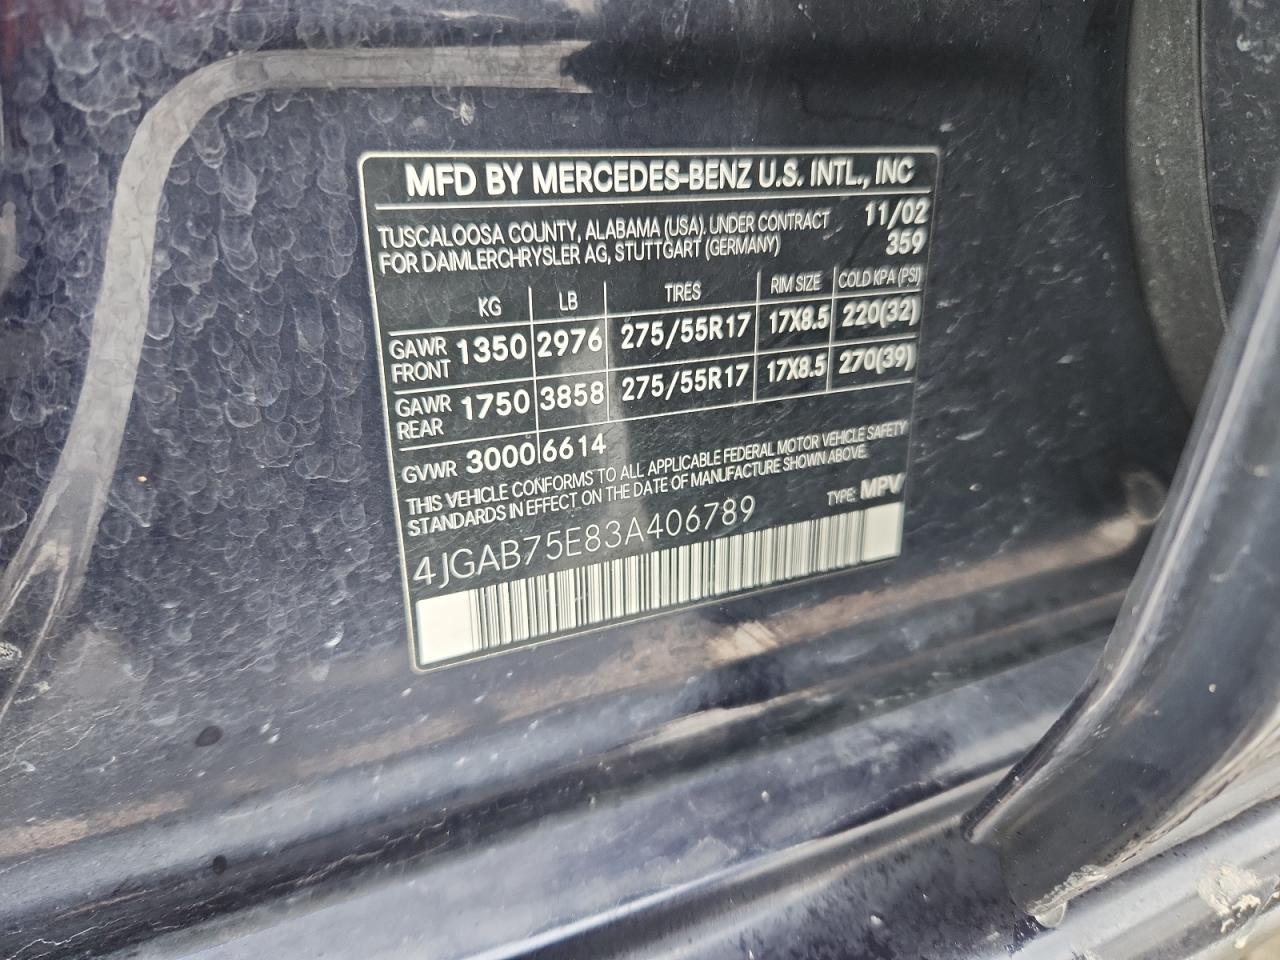 MFD BY MERCEDES-BENZ U.S. INTL., INC
TUSCALOOSA COUNTY, ALABAMA (USA). UNDER CONTRACT 11/02
FOR DAIMLERCHRYSLER AG, STUTTGART (GERMANY) 359
KG LB TIRES RIM SIZE COLD KPA (PSI)
GAWR FRONT 1350 2976 275/55R17 17X8.5 220(32)
GAWR REAR 1750 3858 275/55R17 17X8.5 270(39)
GVWR 3000 6614
THIS VEHICLE CONFORMS TO ALL APPLICABLE FEDERAL MOTOR VEHICLE SAFETY
STANDARDS IN EFFECT ON THE DATE OF MANUFACTURE SHOWN ABOVE.
4JGAB75E83A406789 TYPE: MPV